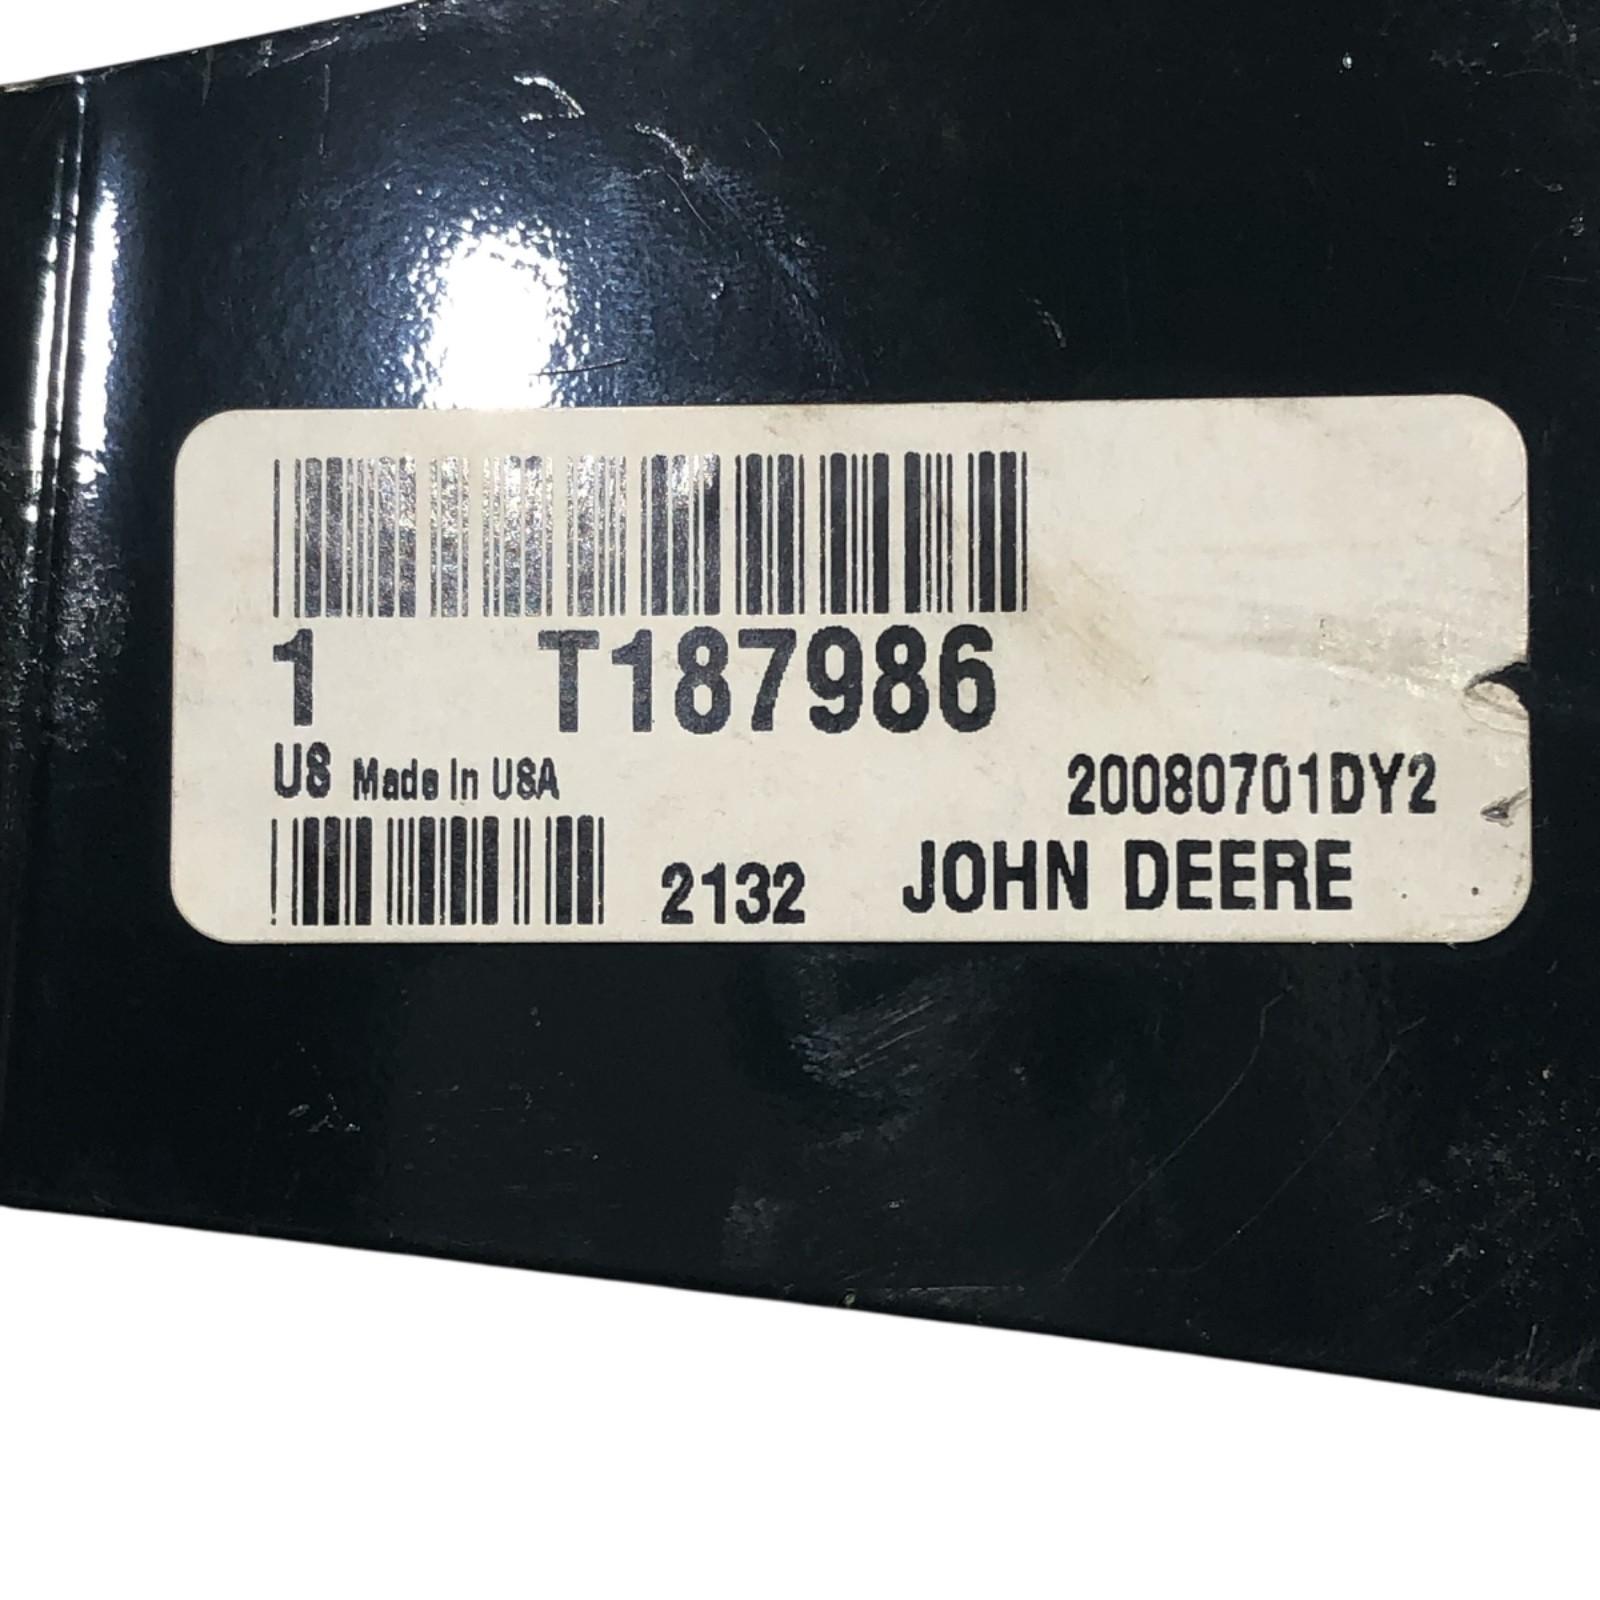 1 T187986
US Made In USA 20080701DY2
2132 JOHN DEERE